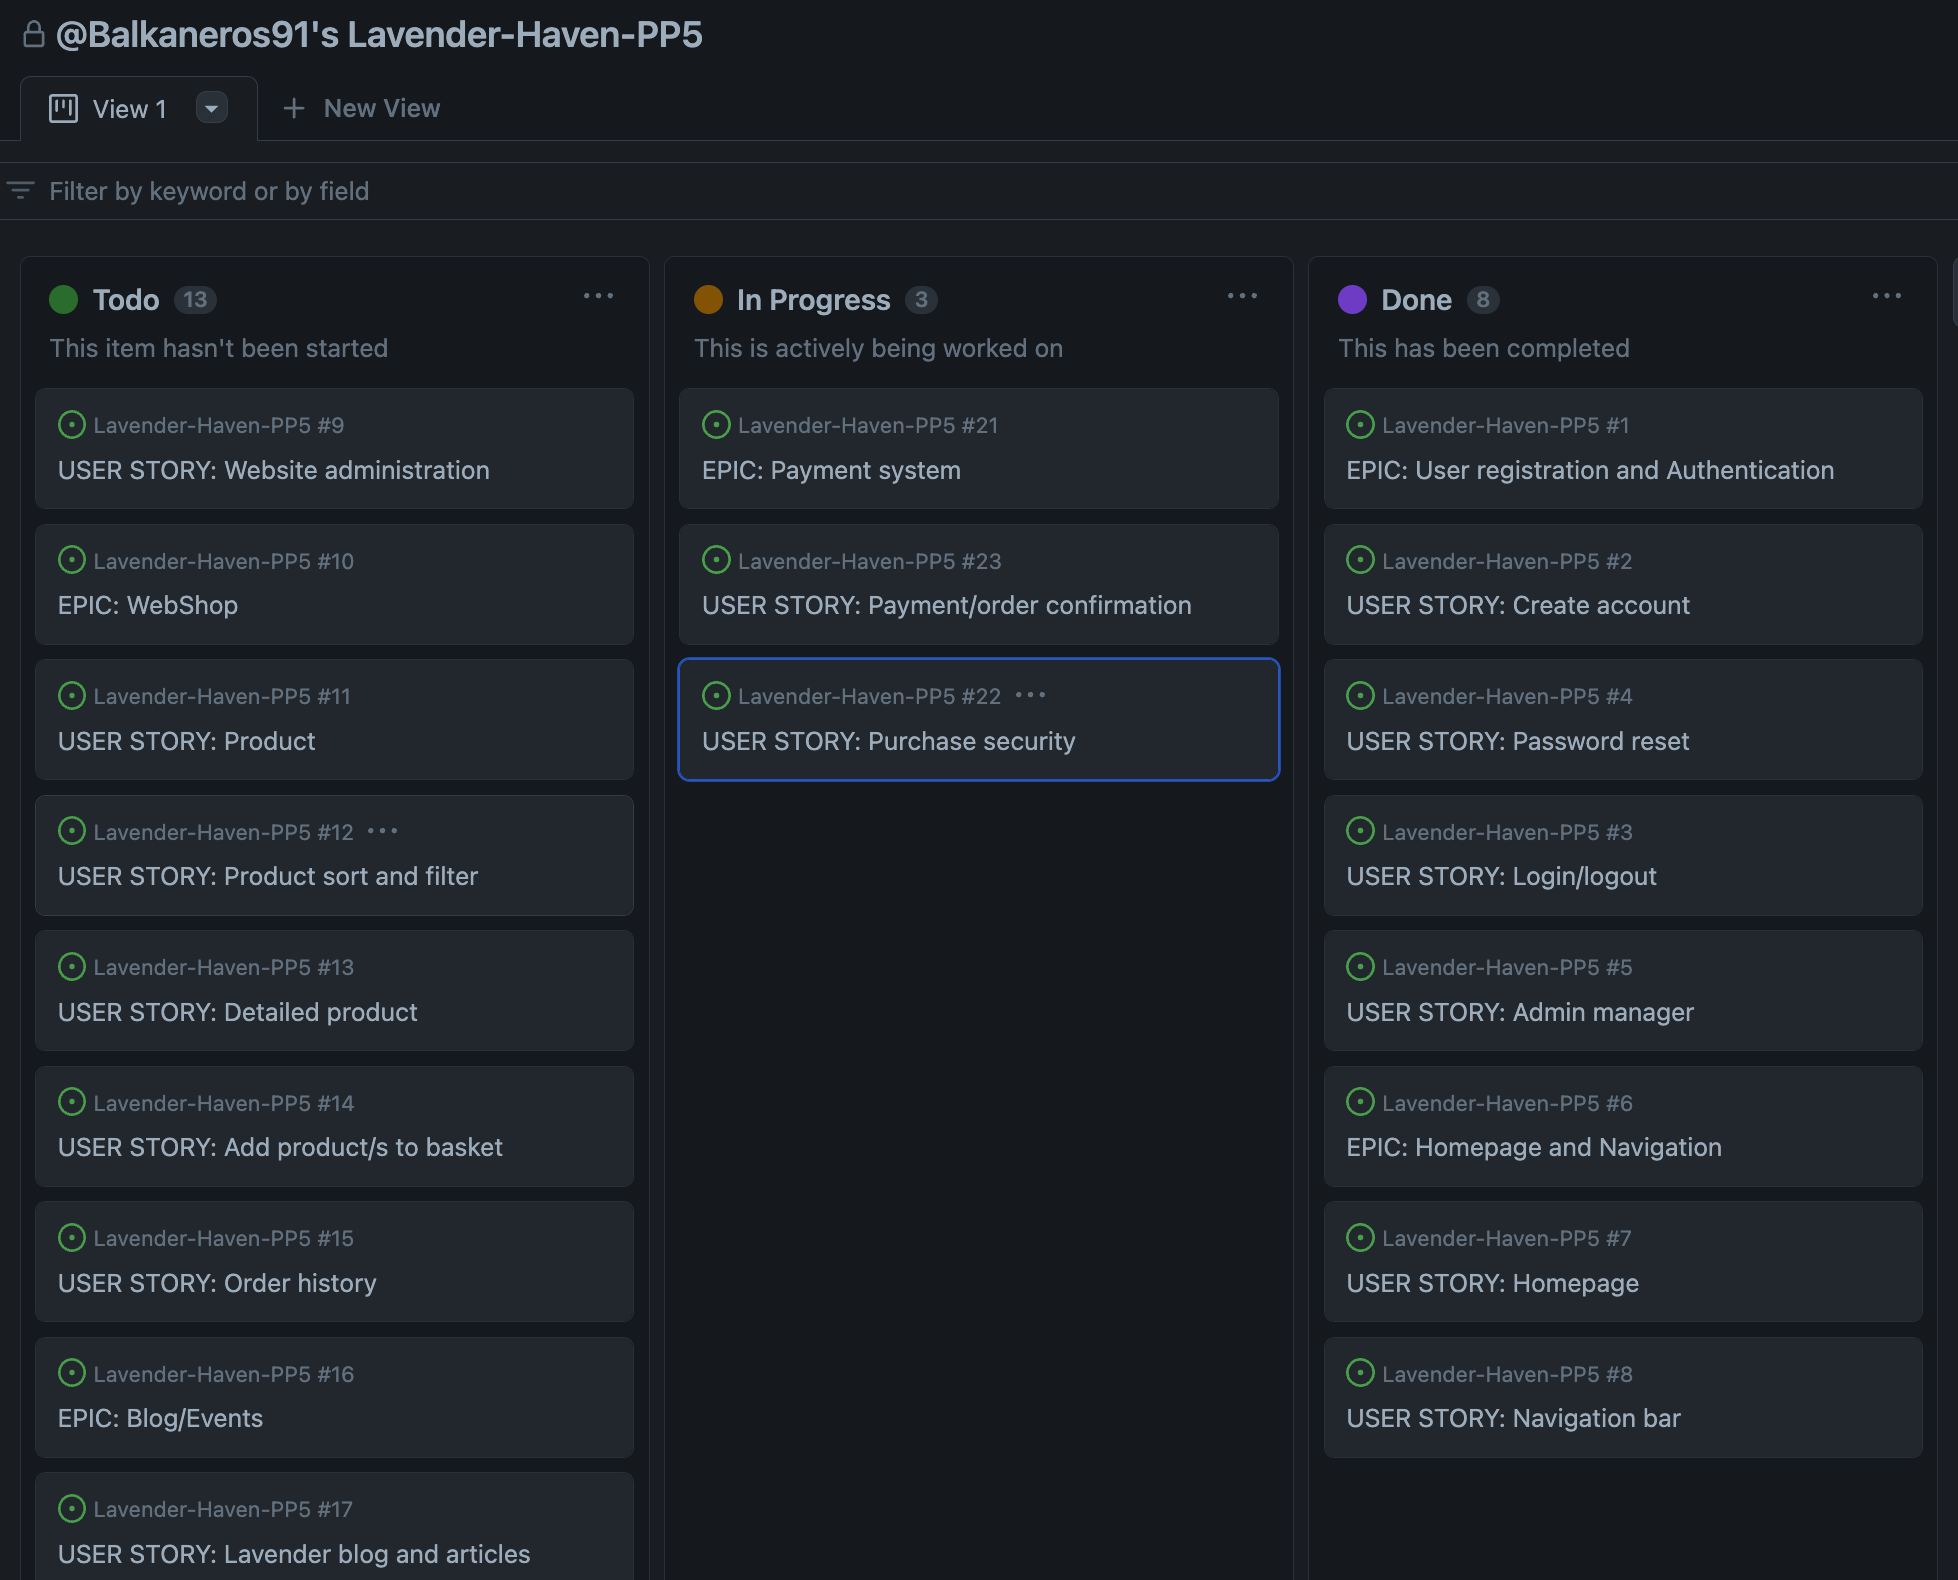 @Balkaneros91's Lavender-Haven-PP5
View 1
New View
Filter by keyword or by field
Todo 13
This item hasn't been started
Lavender-Haven-PP5 #9
USER STORY: Website administration
Lavender-Haven-PP5 #10
EPIC: WebShop
Lavender-Haven-PP5 #11
USER STORY: Product
Lavender-Haven-PP5 #12
USER STORY: Product sort and filter
Lavender-Haven-PP5 #13
USER STORY: Detailed product
Lavender-Haven-PP5 #14
USER STORY: Add product/s to basket
Lavender-Haven-PP5 #15
USER STORY: Order history
Lavender-Haven-PP5 #16
EPIC: Blog/Events
Lavender-Haven-PP5 #17
USER STORY: Lavender blog and articles
In Progress 3
This is actively being worked on
Lavender-Haven-PP5 #21
EPIC: Payment system
Lavender-Haven-PP5 #23
USER STORY: Payment/order confirmation
Lavender-Haven-PP5 #22
USER STORY: Purchase security
Done 8
This has been completed
Lavender-Haven-PP5 #1
EPIC: User registration and Authentication
Lavender-Haven-PP5 #2
USER STORY: Create account
Lavender-Haven-PP5 #4
USER STORY: Password reset
Lavender-Haven-PP5 #3
USER STORY: Login/logout
Lavender-Haven-PP5 #5
USER STORY: Admin manager
Lavender-Haven-PP5 #6
EPIC: Homepage and Navigation
Lavender-Haven-PP5 #7
USER STORY: Homepage
Lavender-Haven-PP5 #8
USER STORY: Navigation bar